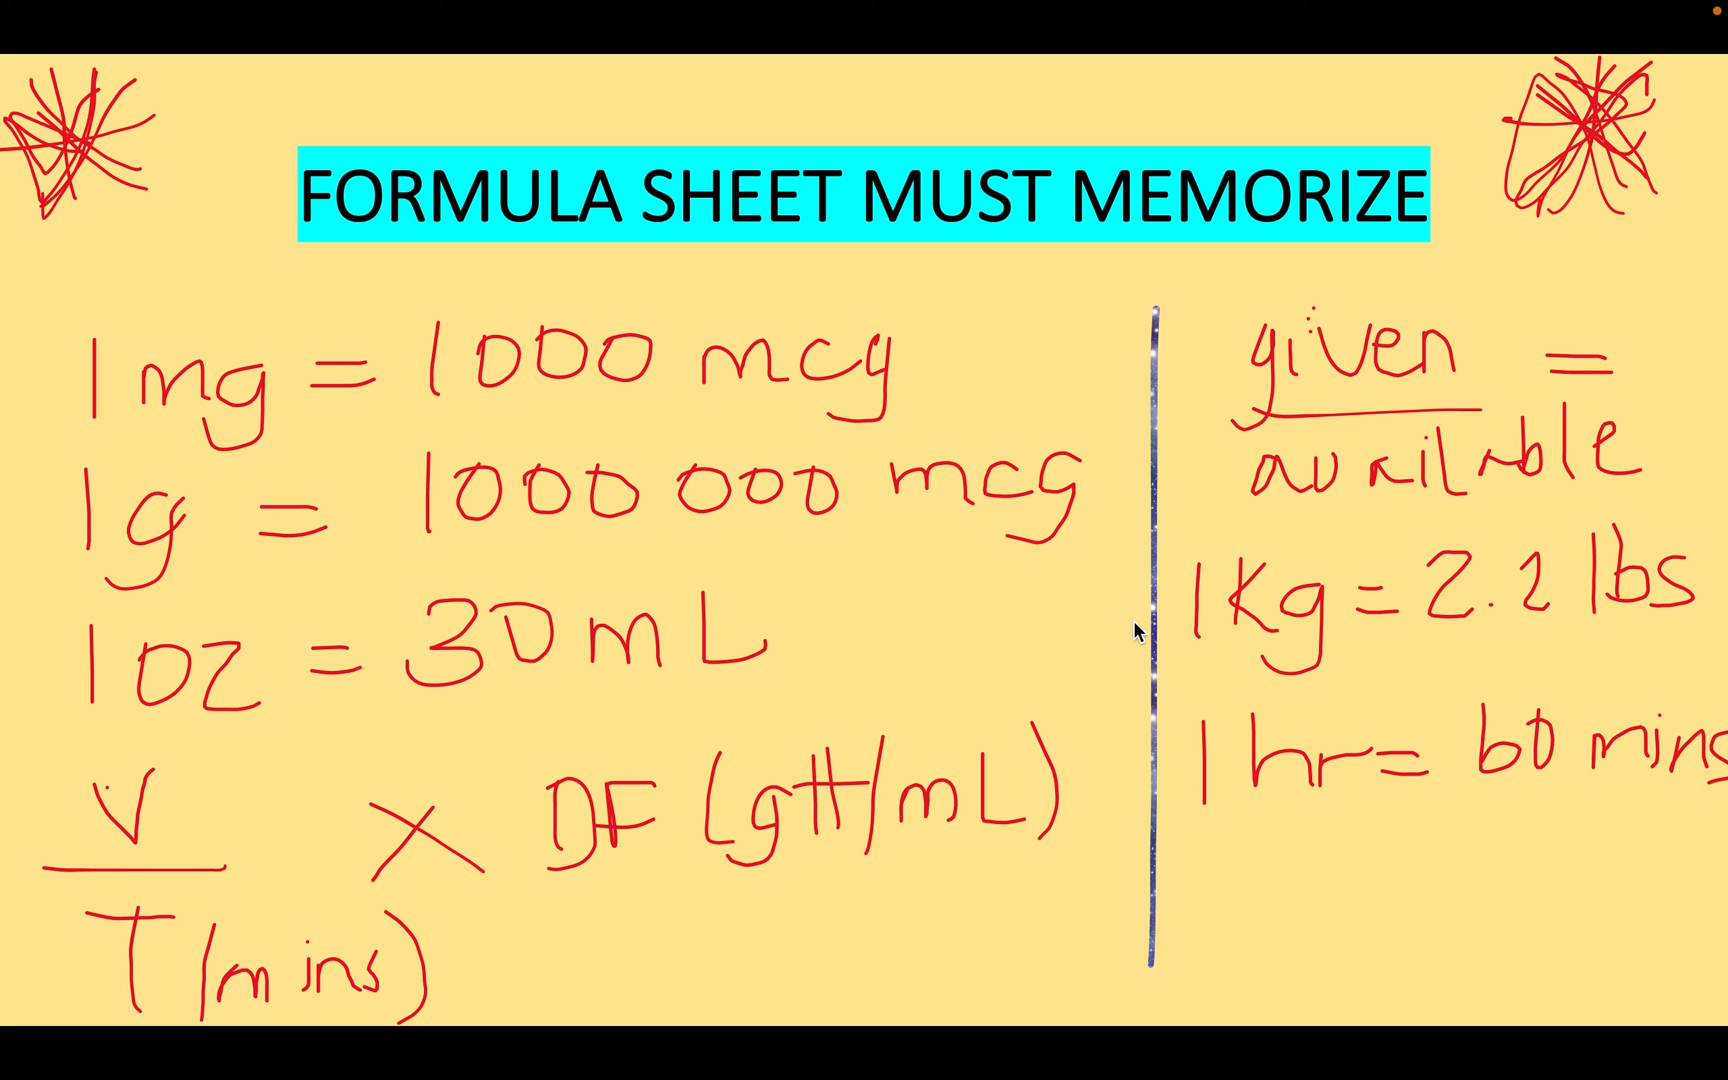 FORMULA SHEET MUST MEMORIZE
1 mg = 1000 mcg
1 g = 1000 000 mcg
1 oz = 30 mL
V
T (mins)
X DF (gtt/mL)
given =
available
1 Kg = 2.2 lbs
1 hr = 60 mins